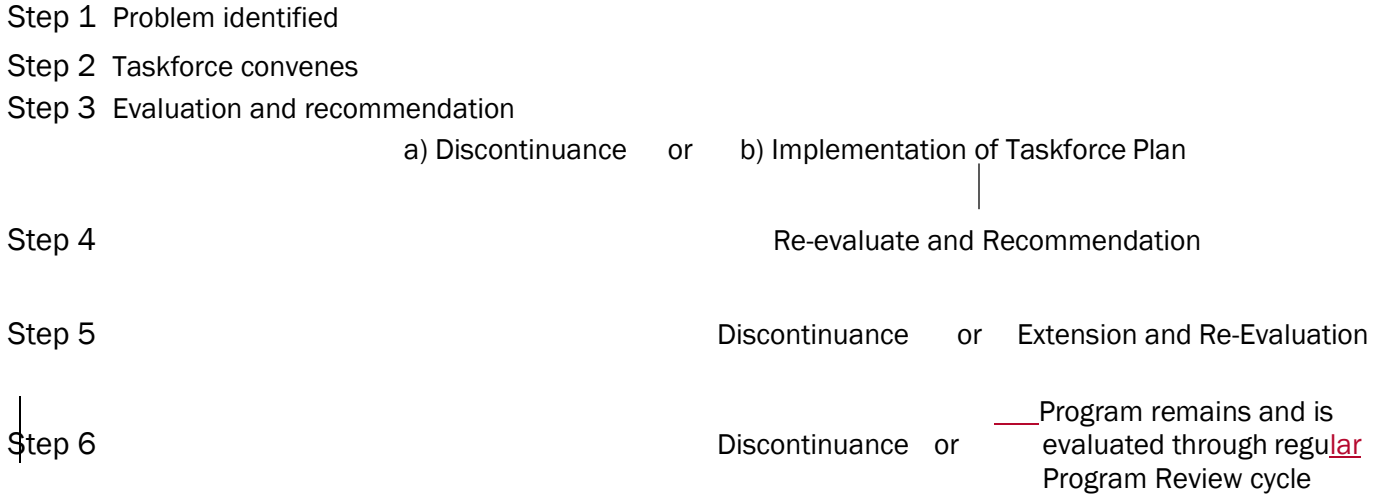 Step 1 Problem identified
Step 2 Taskforce convenes
Step 3 Evaluation and recommendation
a) Discontinuance or b) Implementation of Taskforce Plan
Step 4 Re-evaluate and Recommendation
Step 5 Discontinuance or Extension and Re-Evaluation
Program remains and is
Step 6 Discontinuance or evaluated through regular
Program Review cycle